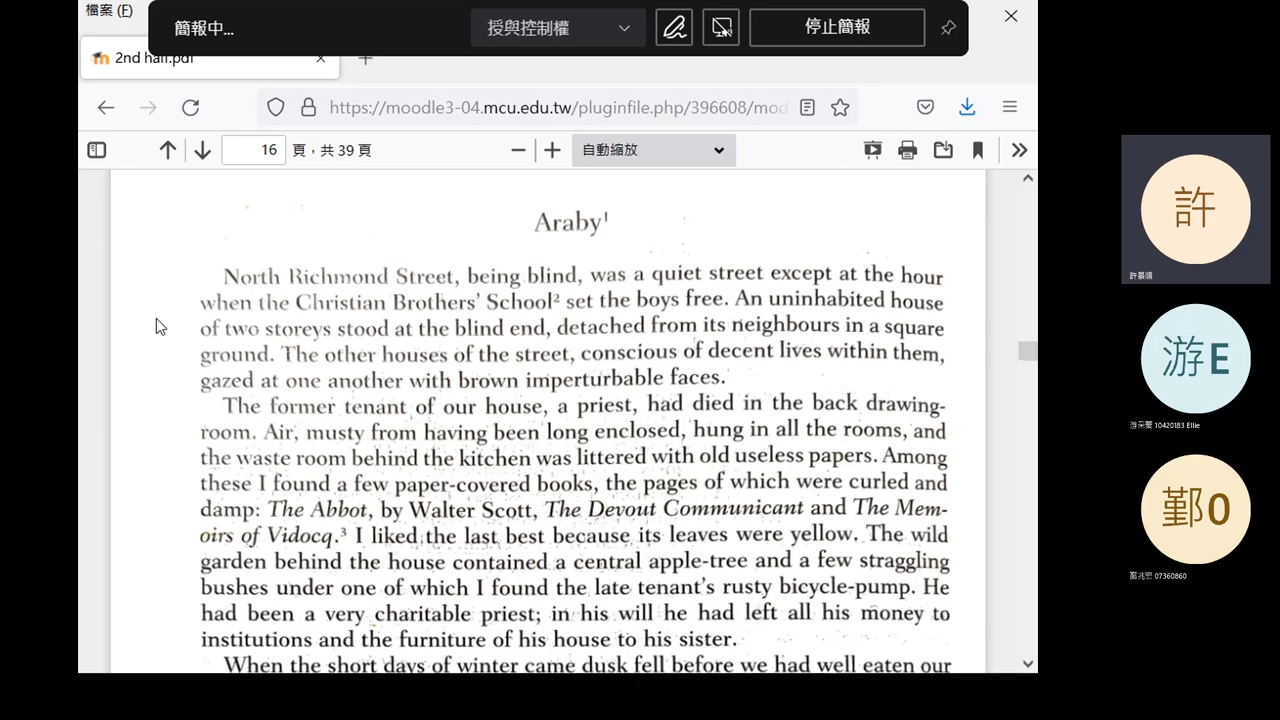 檔案 (F)
簡報中...
授與控制權
停止簡報
2nd half.pdf
https://moodle3-04.mcu.edu.tw/pluginfile.php/396608/mod
16 頁，共 39 頁
自動縮放
Araby¹
North Richmond Street, being blind, was a quiet street except at the hour
when the Christian Brothers' School² set the boys free. An uninhabited house
of two storeys stood at the blind end, detached from its neighbours in a square
ground. The other houses of the street, conscious of decent lives within them,
gazed at one another with brown imperturbable faces.
The former tenant of our house, a priest, had died in the back drawing-
room. Air, musty from having been long enclosed, hung in all the rooms, and
the waste room behind the kitchen was littered with old useless papers. Among
these I found a few paper-covered books, the pages of which were curled and
damp: The Abbot, by Walter Scott, The Devout Communicant and The Mem-
oirs of Vidocq.³ I liked the last best because its leaves were yellow. The wild
garden behind the house contained a central apple-tree and a few straggling
bushes under one of which I found the late tenant's rusty bicycle-pump. He
had been a very charitable priest; in his will he had left all his money to
institutions and the furniture of his house to his sister.
When the short days of winter came dusk fell before we had well eaten our
許
游E
10420183 Ellie
鄞O
07360860